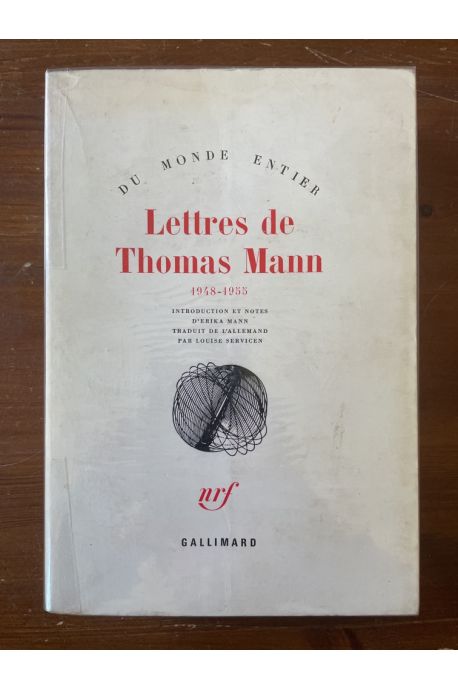 DU MONDE ENTIER
Lettres de
Thomas Mann
1948-1955
INTRODUCTION ET NOTES
D'ERIKA MANN
TRADUIT DE L'ALLEMAND
PAR LOUISE SERVICEN
nrf
GALLIMARD